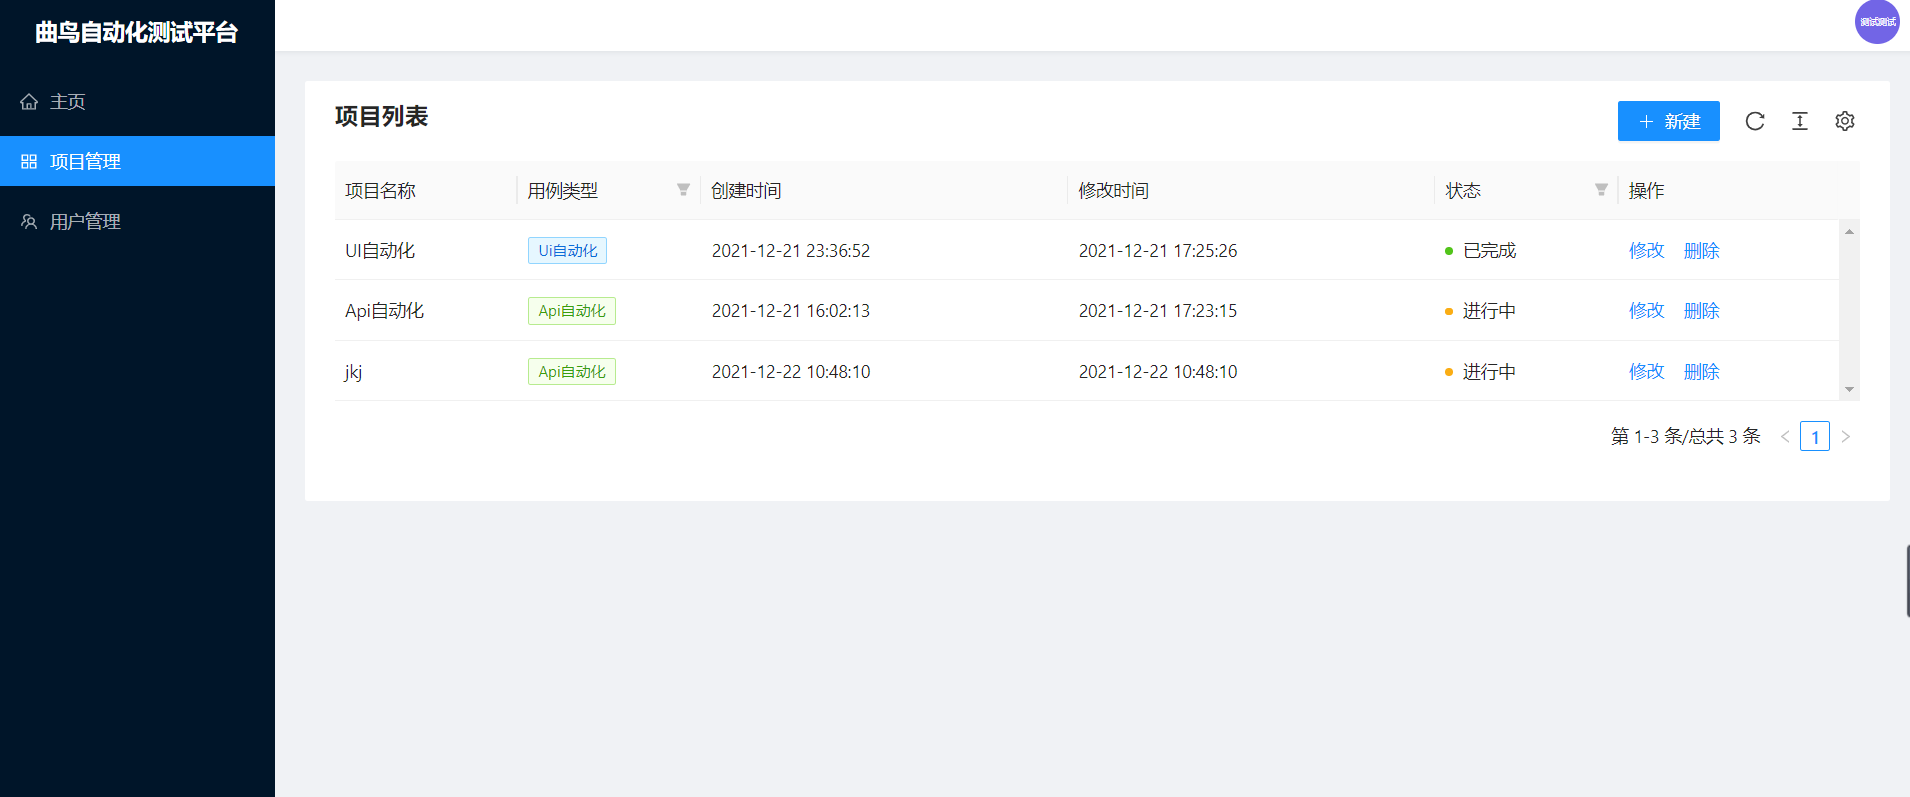 曲鸟自动化测试平台
测试测试
主页
项目管理
用户管理
项目列表
新建
项目名称 用例类型 创建时间 修改时间 状态 操作
UI自动化 Ui自动化 2021-12-21 23:36:52 2021-12-21 17:25:26 已完成 修改 删除
Api自动化 Api自动化 2021-12-21 16:02:13 2021-12-21 17:23:15 进行中 修改 删除
jkj Api自动化 2021-12-22 10:48:10 2021-12-22 10:48:10 进行中 修改 删除
第 1-3 条/总共 3 条 1